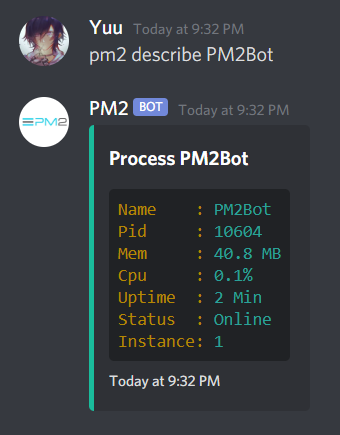 Yuu Today at 9:32 PM
pm2 describe PM2Bot
PM2
PM2 BOT Today at 9:32 PM
Process PM2Bot
Name    : PM2Bot
Pid     : 10604
Mem     : 40.8 MB
Cpu     : 0.1%
Uptime  : 2 Min
Status  : Online
Instance: 1
Today at 9:32 PM